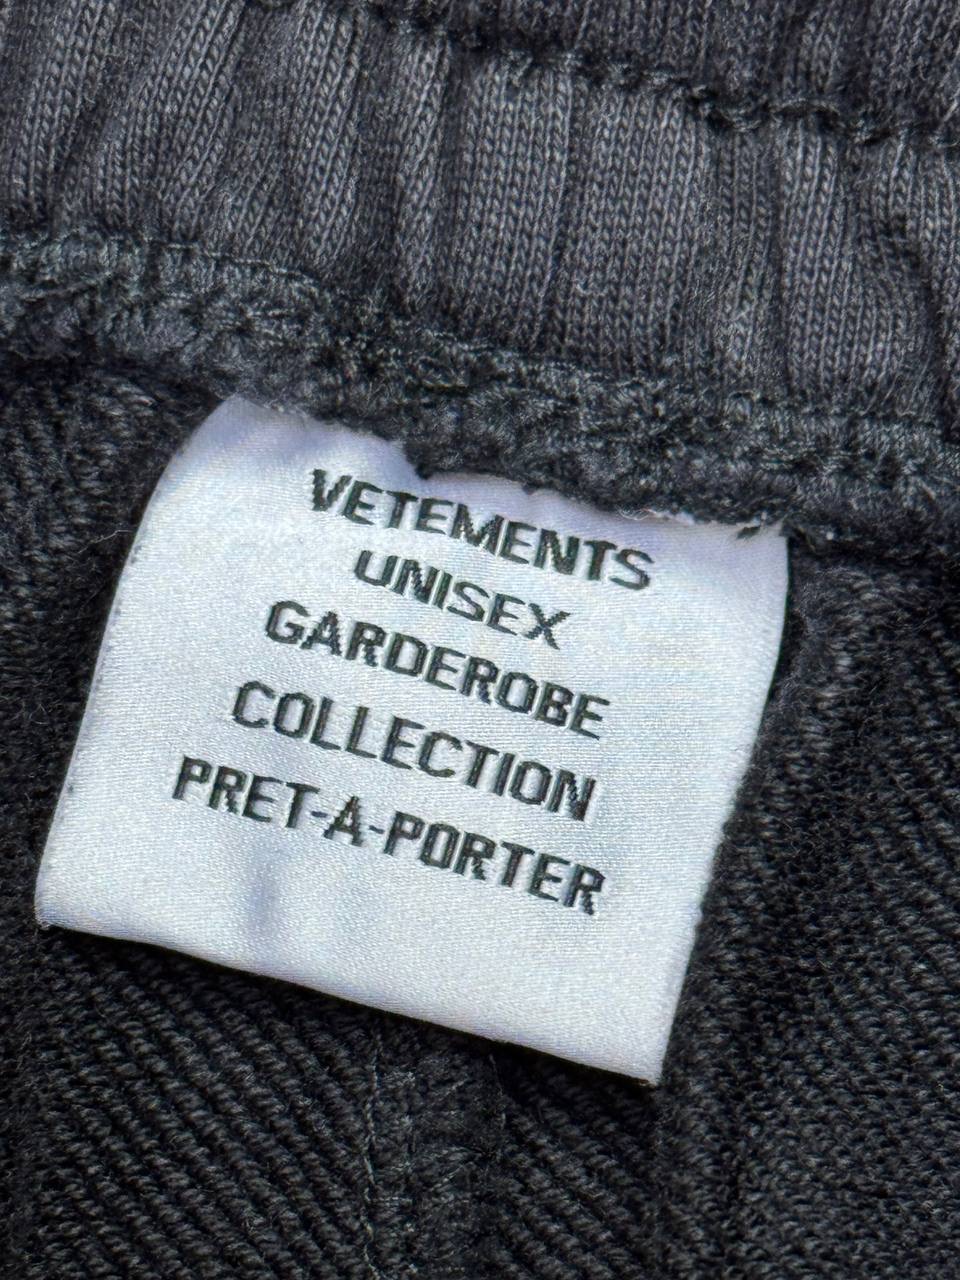 VETEMENTS
UNISEX
GARDEROBE
COLLECTION
PRET-A-PORTER